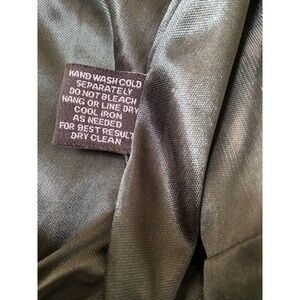 HAND WASH COLD
SEPARATELY
DO NOT BLEACH
HANG OR LINE DRY
COOL IRON
AS NEEDED
FOR BEST RESULT
DRY CLEAN